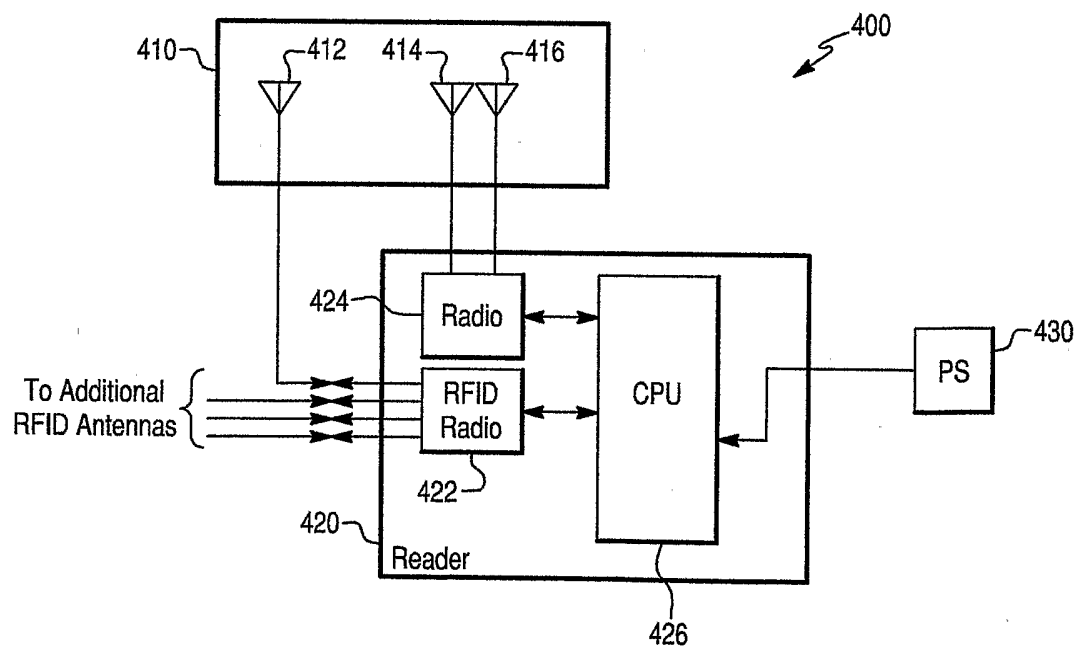 400
410
412
414
416
424
Radio
430
PS
To Additional
RFID Antennas
RFID
Radio
CPU
422
420
Reader
426